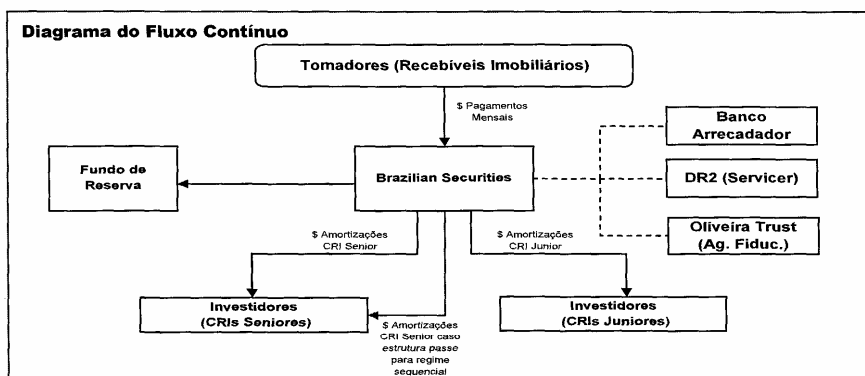 Diagrama do Fluxo Contínuo
Tomadores (Recebíveis Imobiliários)
$ Pagamentos
Mensais
Banco
Arrecadador
Fundo de
Reserva
Brazilian Securities
DR2 (Servicer)
Oliveira Trust
(Ag. Fiduc.)
$ Amortizações
CRI Senior
$ Amortizações
CRI Junior
Investidores
(CRIs Seniores)
Investidores
(CRIs Juniores)
$ Amortizações
CRI Senior caso
estrutura passe
para regime
sequencial